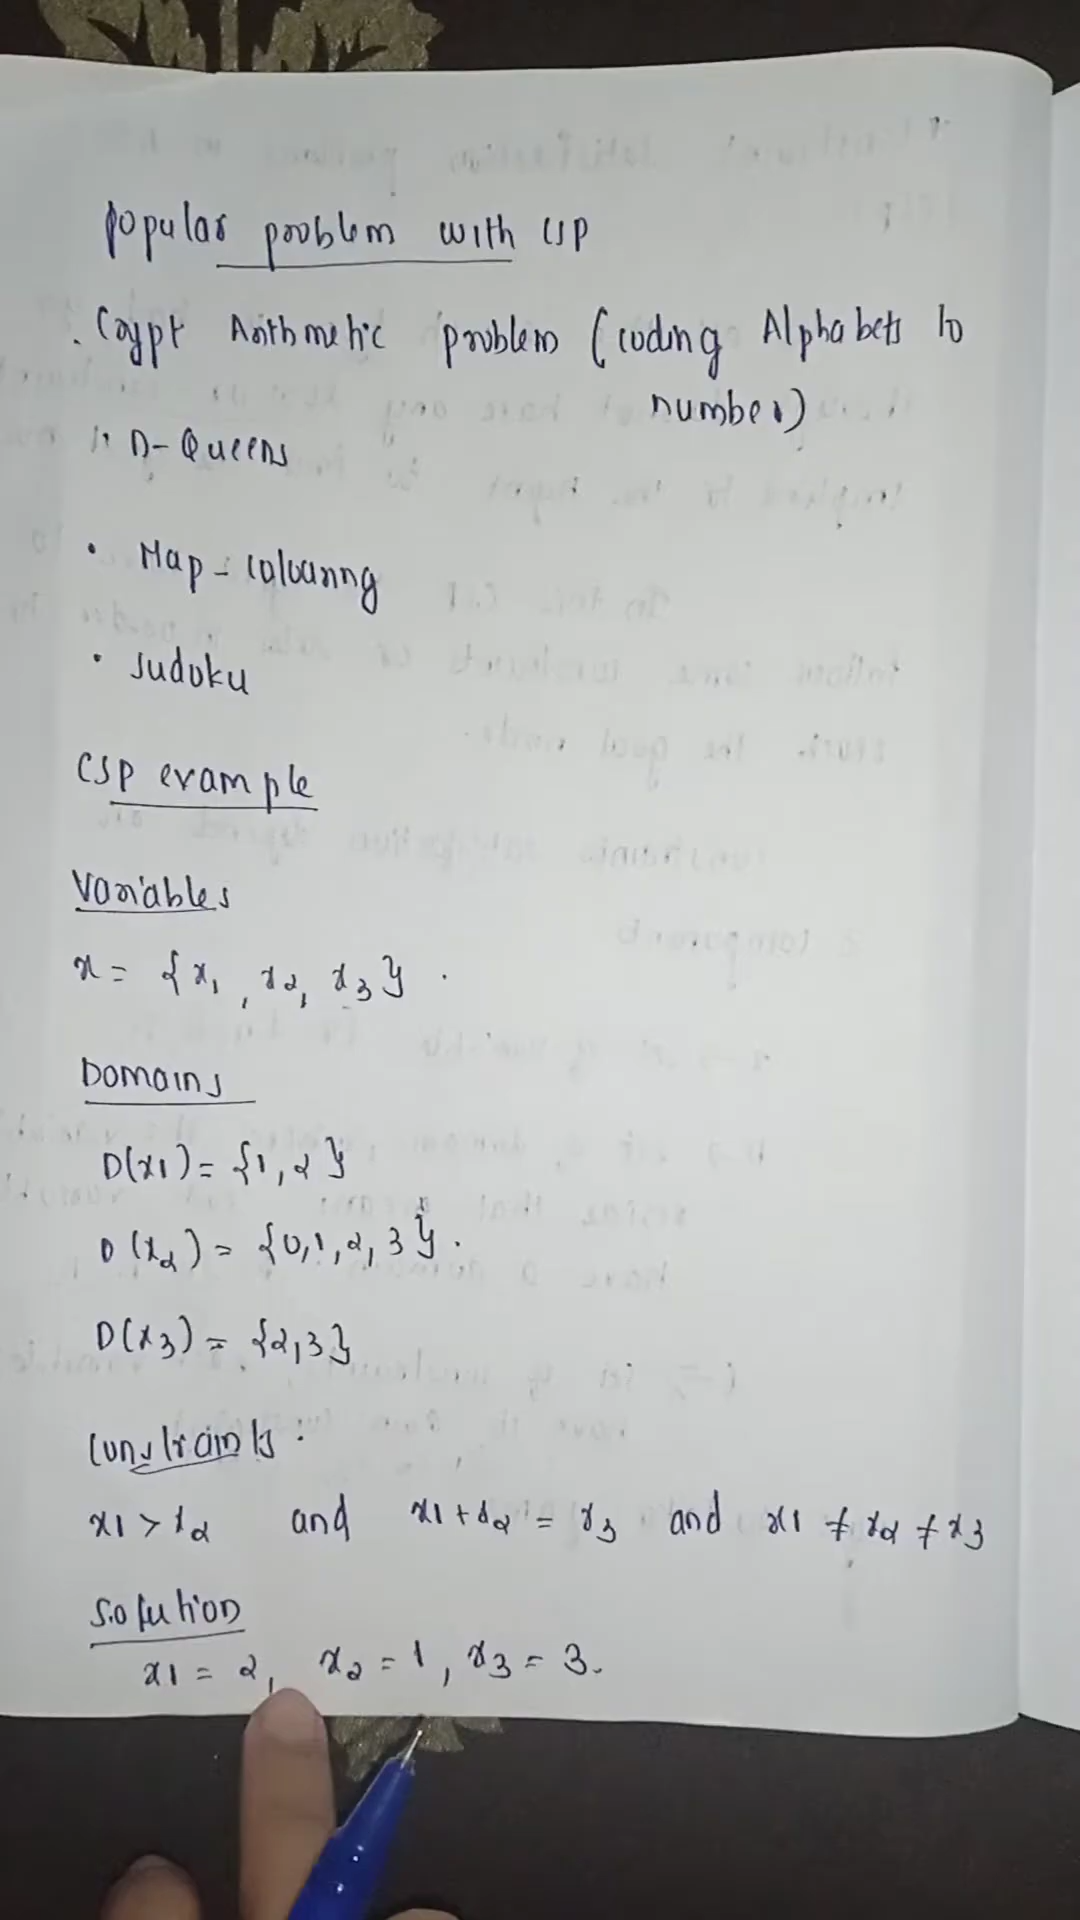 popular problem with CSP
. Crypt Arithmetic problem (coding Alphabets to
number)
n-Queens
• Map-colouring
• Sudoku
CSP example
Variables
x = {x1, x2, x3}.
Domains
D(x1) = {1,2}
D(x2) = {0,1,2,3}.
D(x3) = {2,3}
Constraints:
x1 > x2 and x1+x2 = x3 and x1 ≠ x2 ≠ x3
Solution
x1 = 2, x2 = 1, x3 = 3.